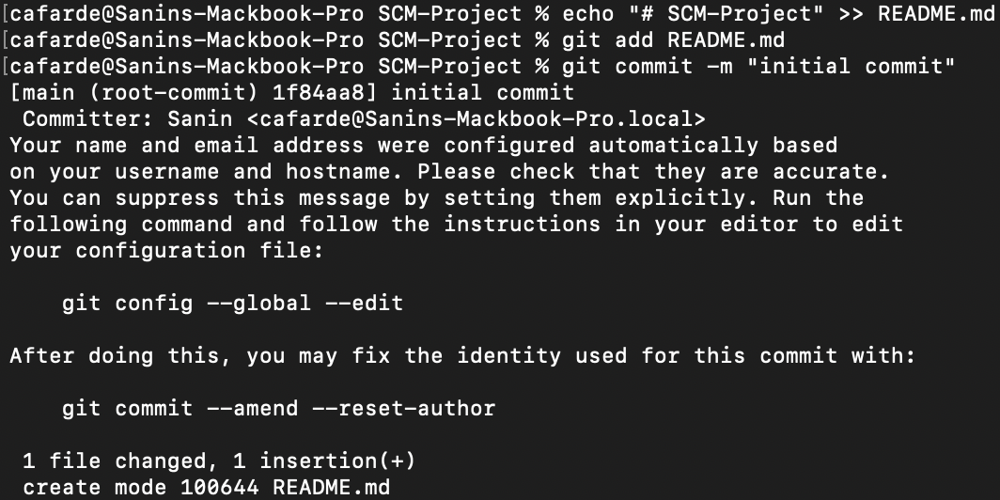 [cafarde@Sanins-Mackbook-Pro SCM-Project % echo "# SCM-Project" >> README.md
[cafarde@Sanins-Mackbook-Pro SCM-Project % git add README.md
[cafarde@Sanins-Mackbook-Pro SCM-Project % git commit -m "initial commit"
[main (root-commit) 1f84aa8] initial commit
 Committer: Sanin <cafarde@Sanins-Mackbook-Pro.local>
Your name and email address were configured automatically based
on your username and hostname. Please check that they are accurate.
You can suppress this message by setting them explicitly. Run the
following command and follow the instructions in your editor to edit
your configuration file:

    git config --global --edit

After doing this, you may fix the identity used for this commit with:

    git commit --amend --reset-author

 1 file changed, 1 insertion(+)
 create mode 100644 README.md